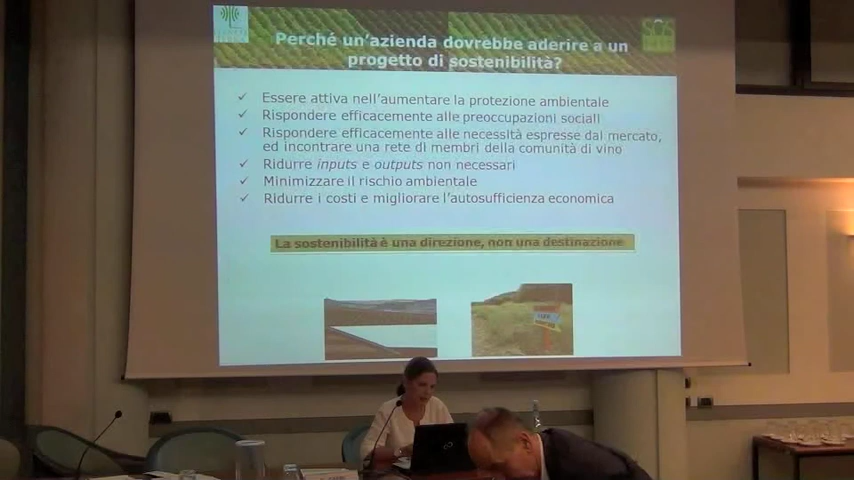 Perché un'azienda dovrebbe aderire a un
progetto di sostenibilità?
✓ Essere attiva nell'aumentare la protezione ambientale
✓ Rispondere efficacemente alle preoccupazioni sociali
✓ Rispondere efficacemente alle necessità espresse dal mercato,
ed incontrare una rete di membri della comunità di vino
✓ Ridurre inputs e outputs non necessari
✓ Minimizzare il rischio ambientale
✓ Ridurre i costi e migliorare l'autosufficienza economica
La sostenibilità è una direzione, non una destinazione